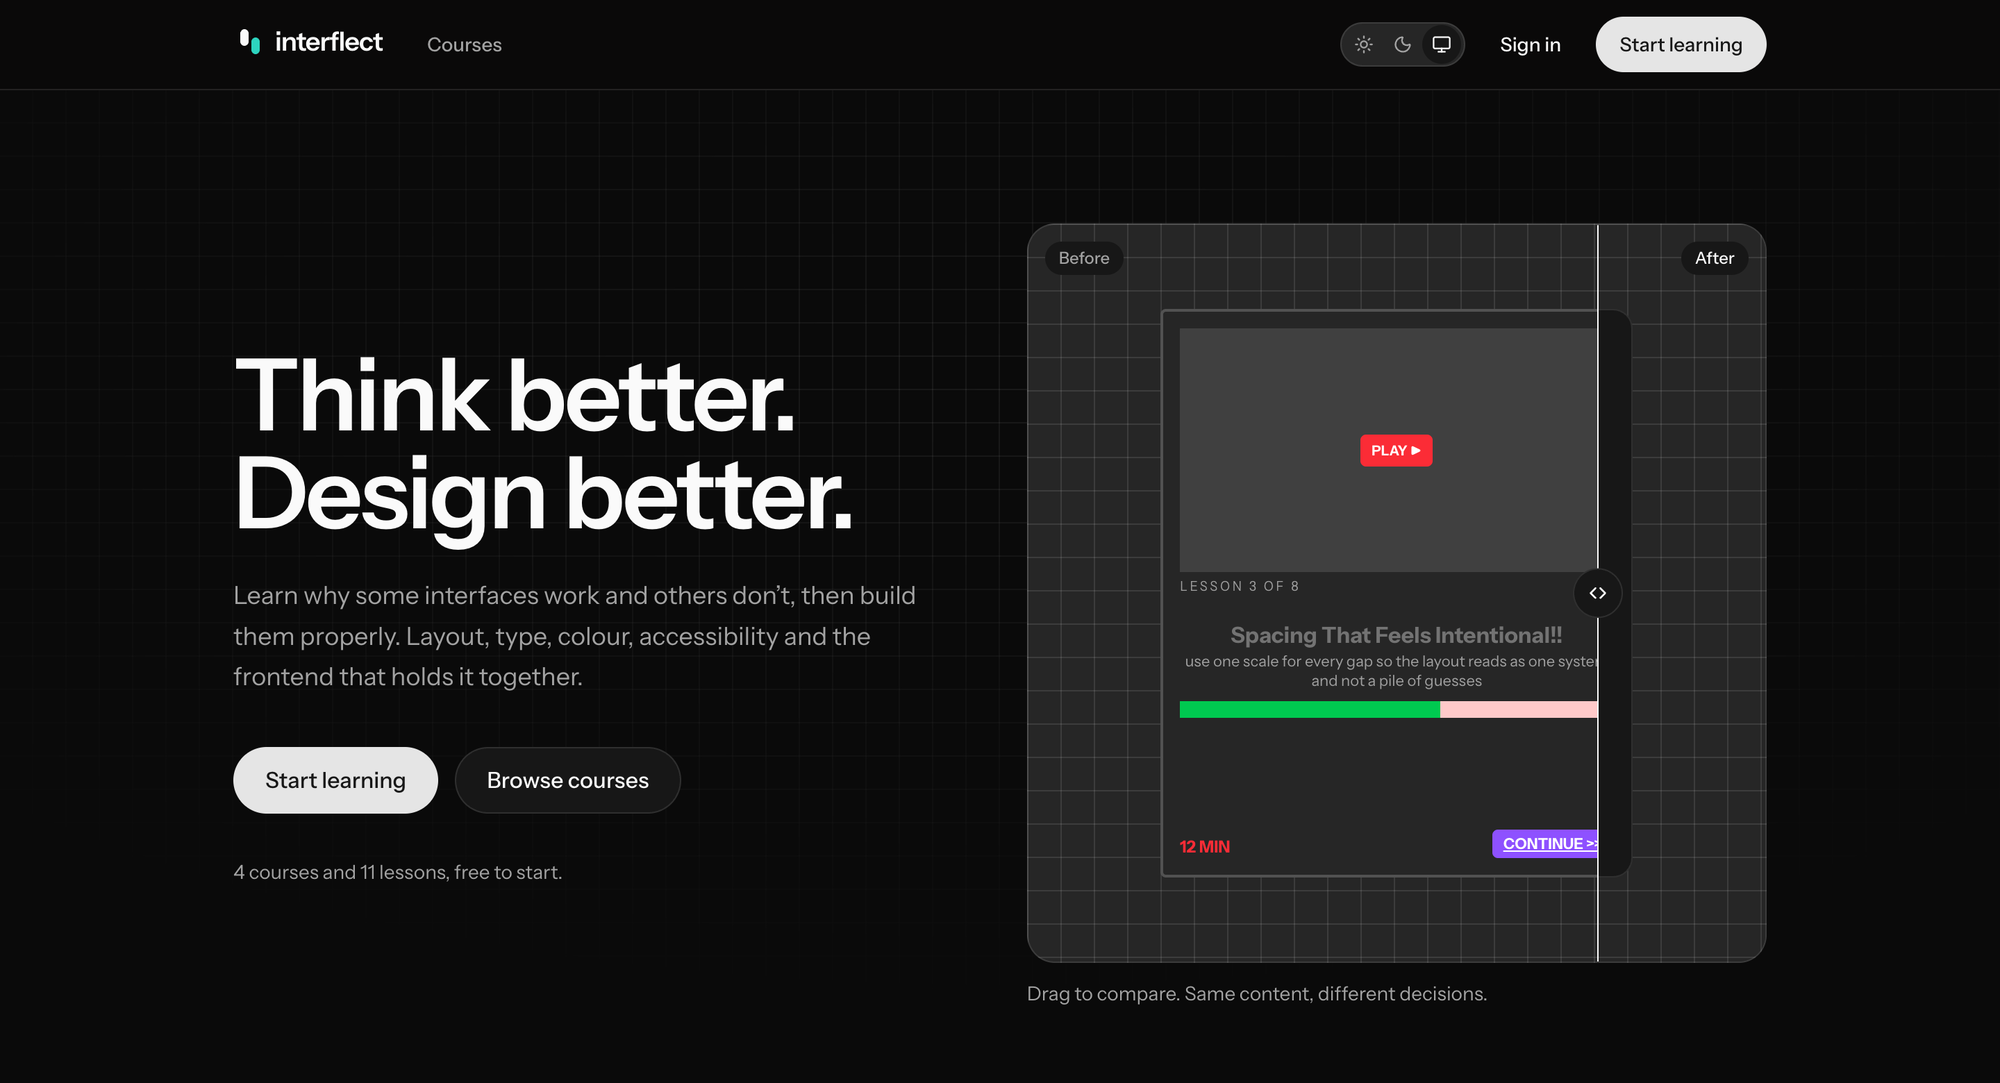 interflect
Courses
Sign in
Start learning
Before
After
Think better.
Design better.
Learn why some interfaces work and others don’t, then build
them properly. Layout, type, colour, accessibility and the
frontend that holds it together.
Start learning
Browse courses
4 courses and 11 lessons, free to start.
PLAY ▶
LESSON 3 OF 8
Spacing That Feels Intentional!!
use one scale for every gap so the layout reads as one
and not a pile of guesses
12 MIN
CONTINUE >
Drag to compare. Same content, different decisions.